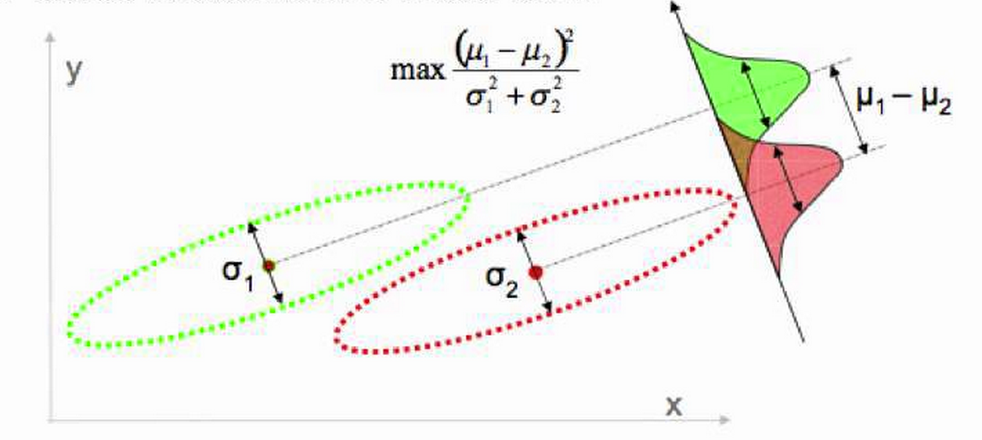 y
max (μ₁ − μ₂)² / σ₁² + σ₂²
μ₁ − μ₂
σ₁
σ₂
x